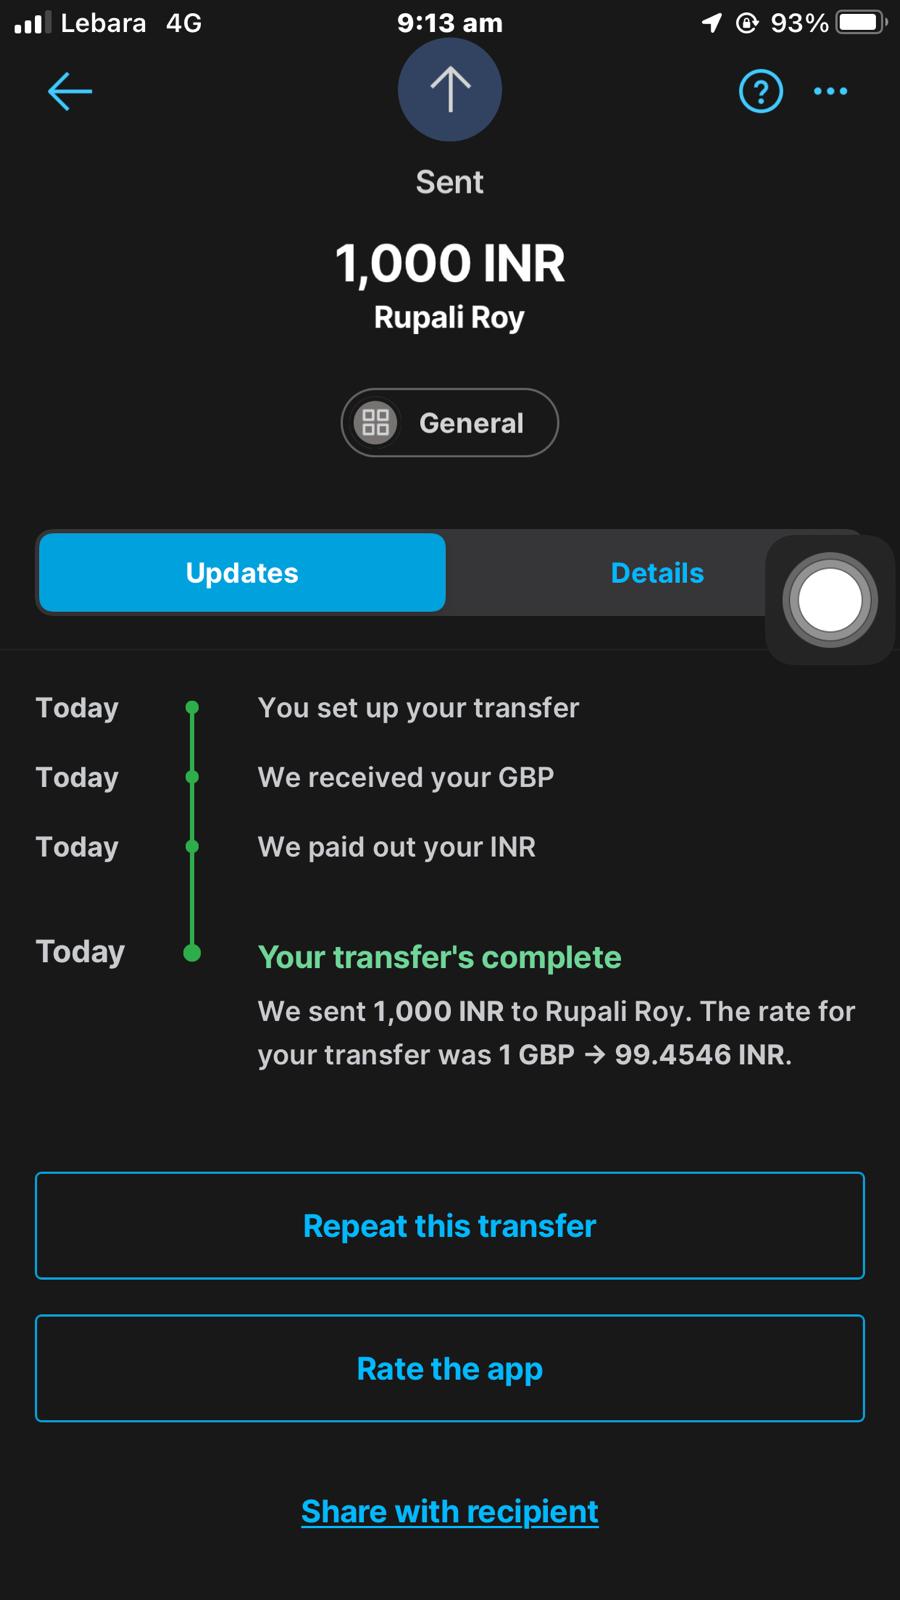 Lebara 4G 9:13 am 93%
?
Sent
1,000 INR
Rupali Roy
General
Updates Details
Today You set up your transfer
Today We received your GBP
Today We paid out your INR
Today Your transfer's complete
We sent 1,000 INR to Rupali Roy. The rate for
your transfer was 1 GBP → 99.4546 INR.
Repeat this transfer
Rate the app
Share with recipient